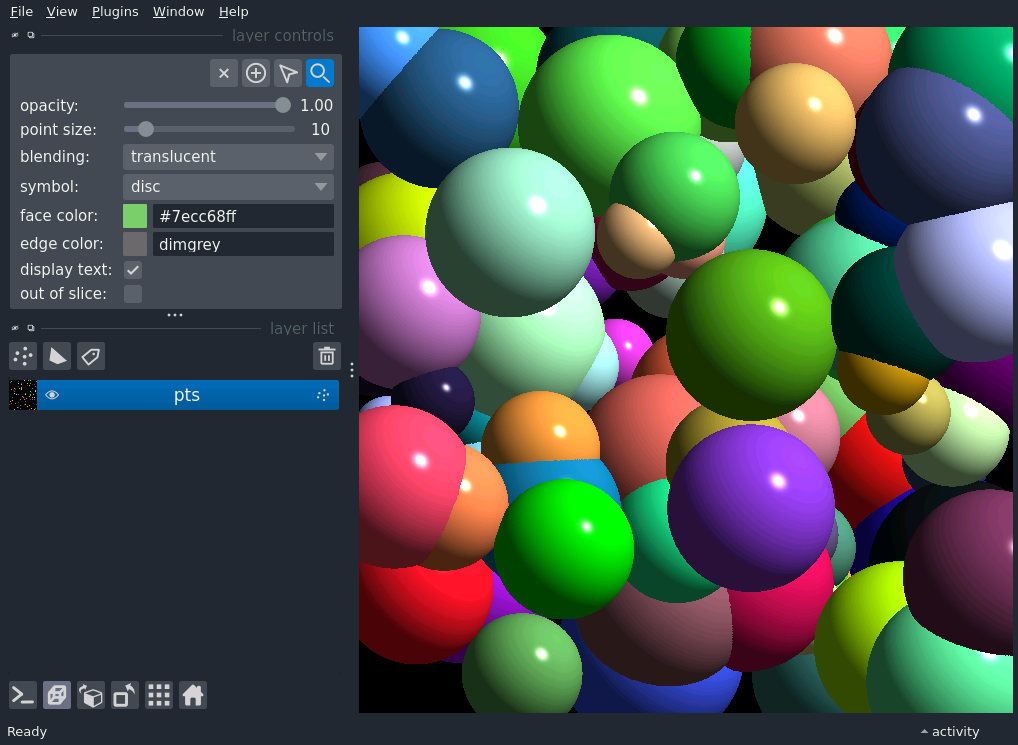 File View Plugins Window Help
layer controls
opacity: 1.00
point size: 10
blending: translucent
symbol: disc
face color: #7ecc68ff
edge color: dimgrey
display text:
out of slice:
layer list
pts
Ready
activity